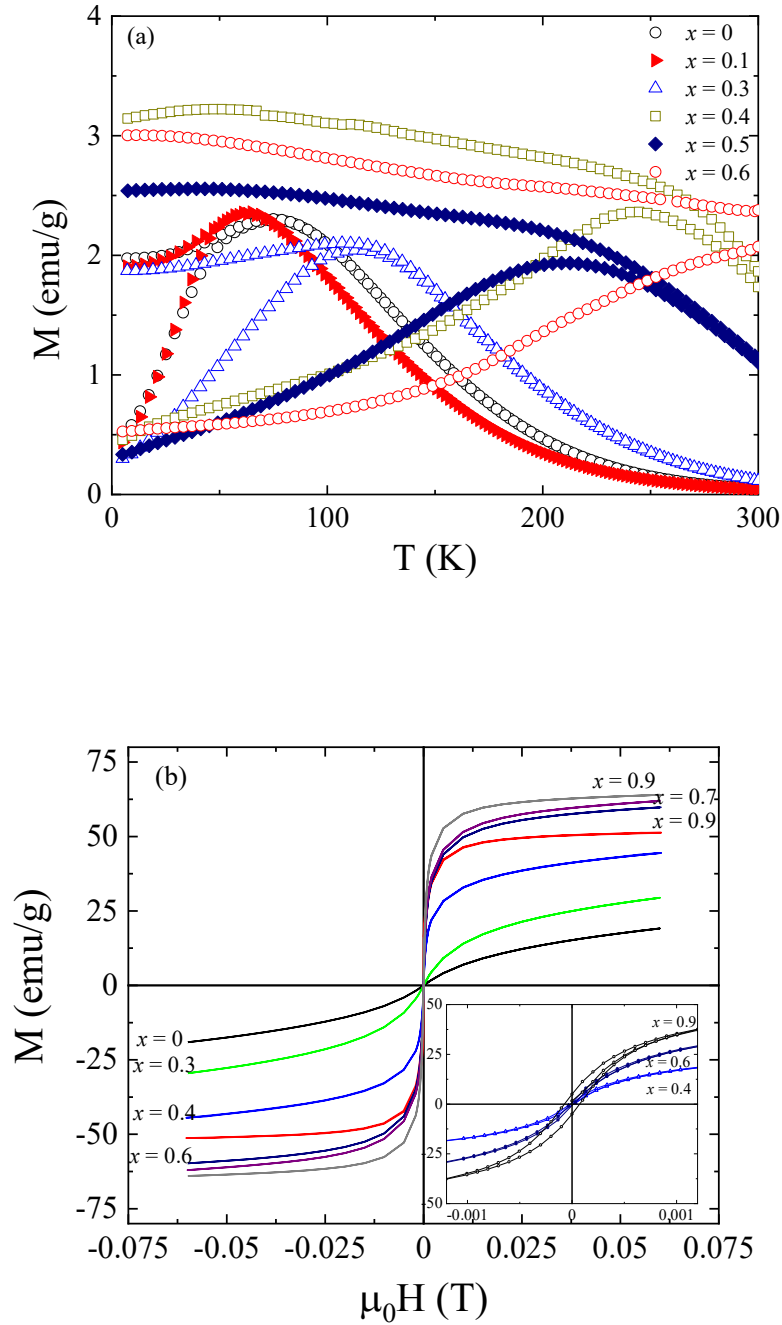 (a)
x = 0
x = 0.1
x = 0.3
x = 0.4
x = 0.5
x = 0.6
4
3
2
1
0
M (emu/g)
0 100 200 300
T (K)
(b)
x = 0.9
x = 0.7
x = 0.9
75
50
25
0
-25
-50
-75
M (emu/g)
x = 0
x = 0.3
x = 0.4
x = 0.6
50
25
0
-25
-50
x = 0.9
x = 0.6
x = 0.4
-0.001 0 0.001
-0.075 -0.05 -0.025 0 0.025 0.05 0.075
μ₀H (T)